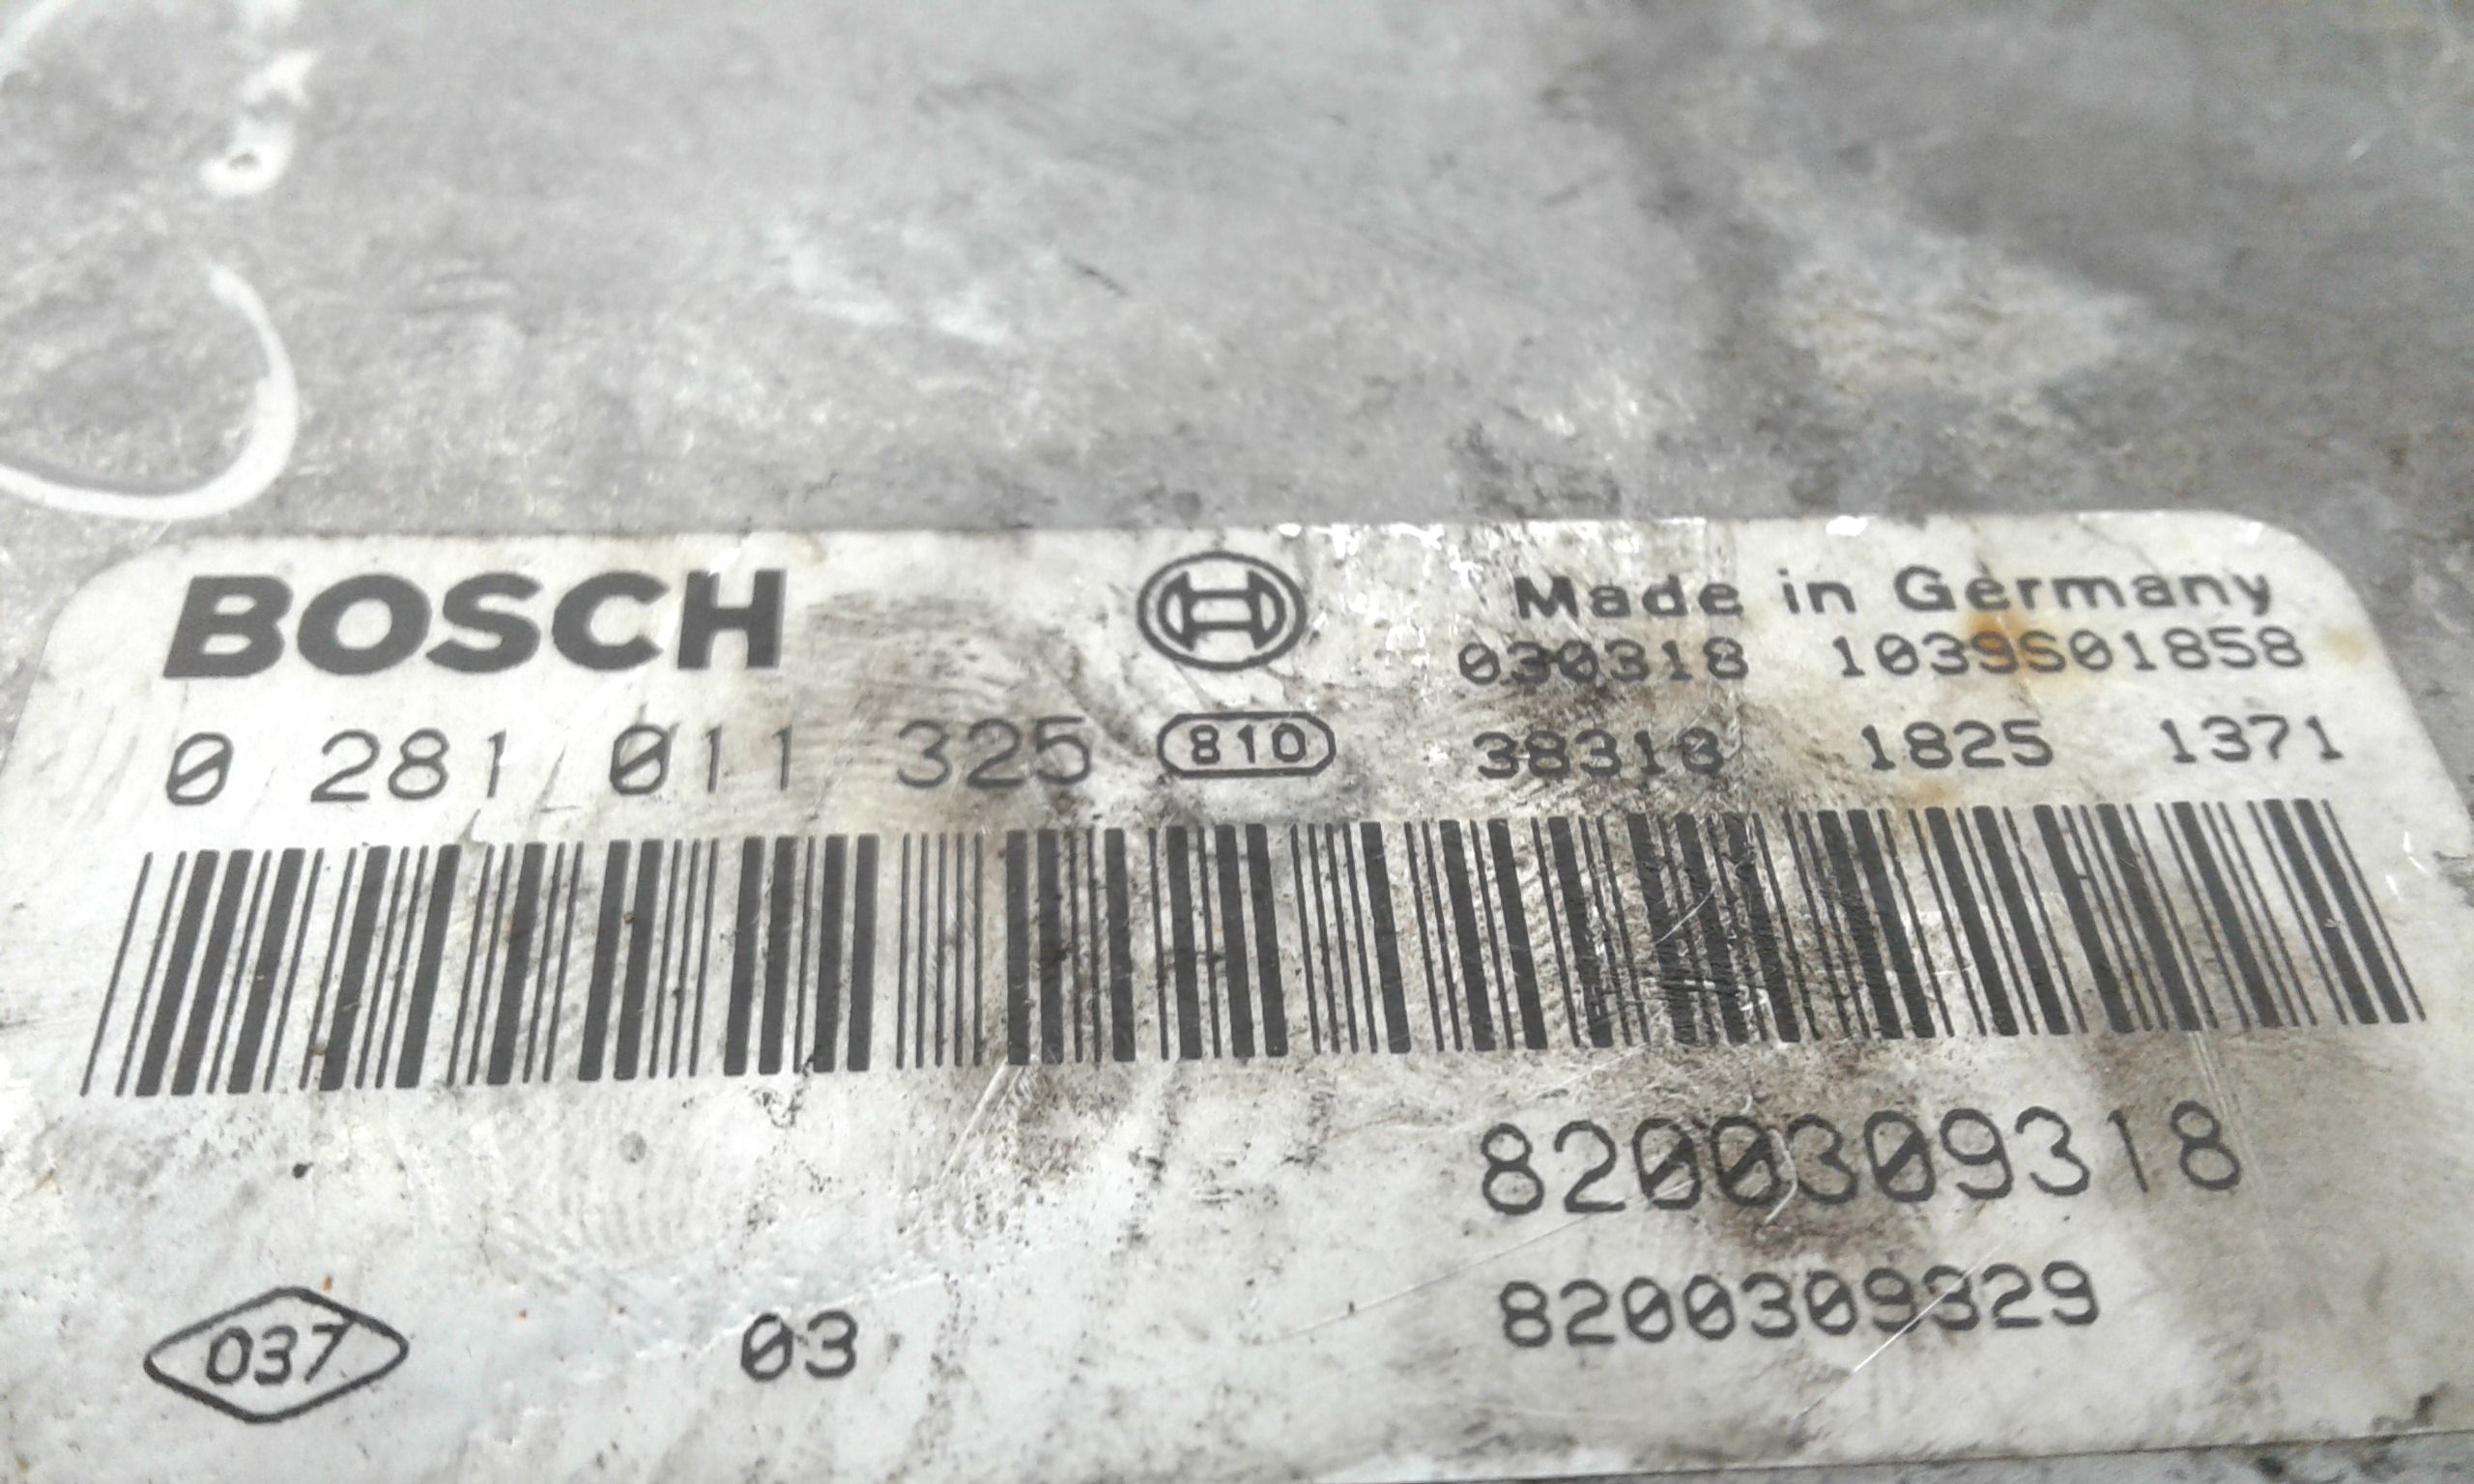 BOSCH
Made in Germany
030318 1039S01858
0 281 011 325 810 38318 1825 1371
8200309318
037 03 8200309329